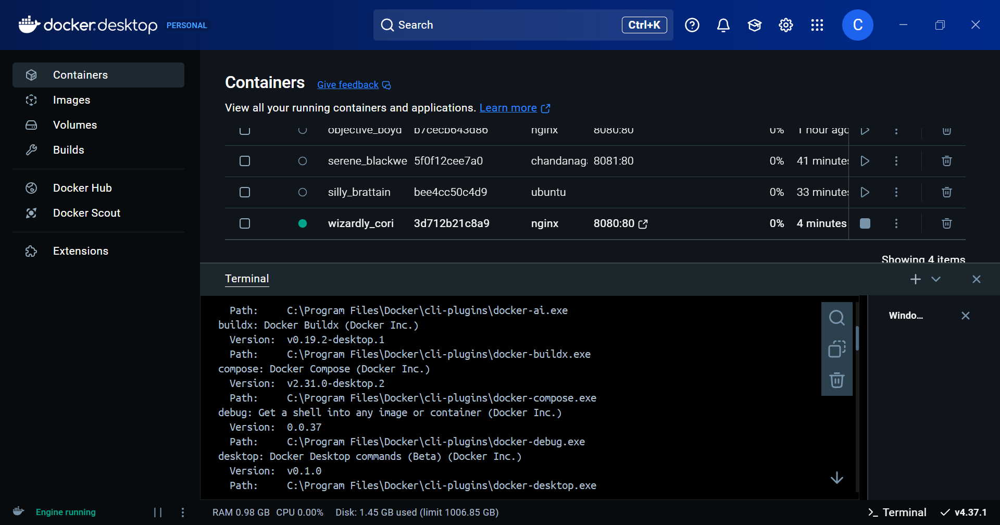 docker desktop PERSONAL
Search Ctrl+K
C
Containers
Images
Volumes
Builds
Docker Hub
Docker Scout
Extensions
Containers Give feedback
View all your running containers and applications. Learn more
objective_boyd b7cecb643d86 nginx 8080:80 0% 1 hour ago
serene_blackwe 5f0f12cee7a0 chandanaga 8081:80 0% 41 minutes
silly_brattain bee4cc50c4d9 ubuntu 0% 33 minutes
wizardly_cori 3d712b21c8a9 nginx 8080:80 0% 4 minutes
Showing 4 items
Terminal
Path: C:\Program Files\Docker\cli-plugins\docker-ai.exe
buildx: Docker Buildx (Docker Inc.)
Version: v0.19.2-desktop.1
Path: C:\Program Files\Docker\cli-plugins\docker-buildx.exe
compose: Docker Compose (Docker Inc.)
Version: v2.31.0-desktop.2
Path: C:\Program Files\Docker\cli-plugins\docker-compose.exe
debug: Get a shell into any image or container (Docker Inc.)
Version: 0.0.37
Path: C:\Program Files\Docker\cli-plugins\docker-debug.exe
desktop: Docker Desktop commands (Beta) (Docker Inc.)
Version: v0.1.0
Path: C:\Program Files\Docker\cli-plugins\docker-desktop.exe
Windo...
Engine running
RAM 0.98 GB CPU 0.00% Disk: 1.45 GB used (limit 1006.85 GB)
>_ Terminal v4.37.1